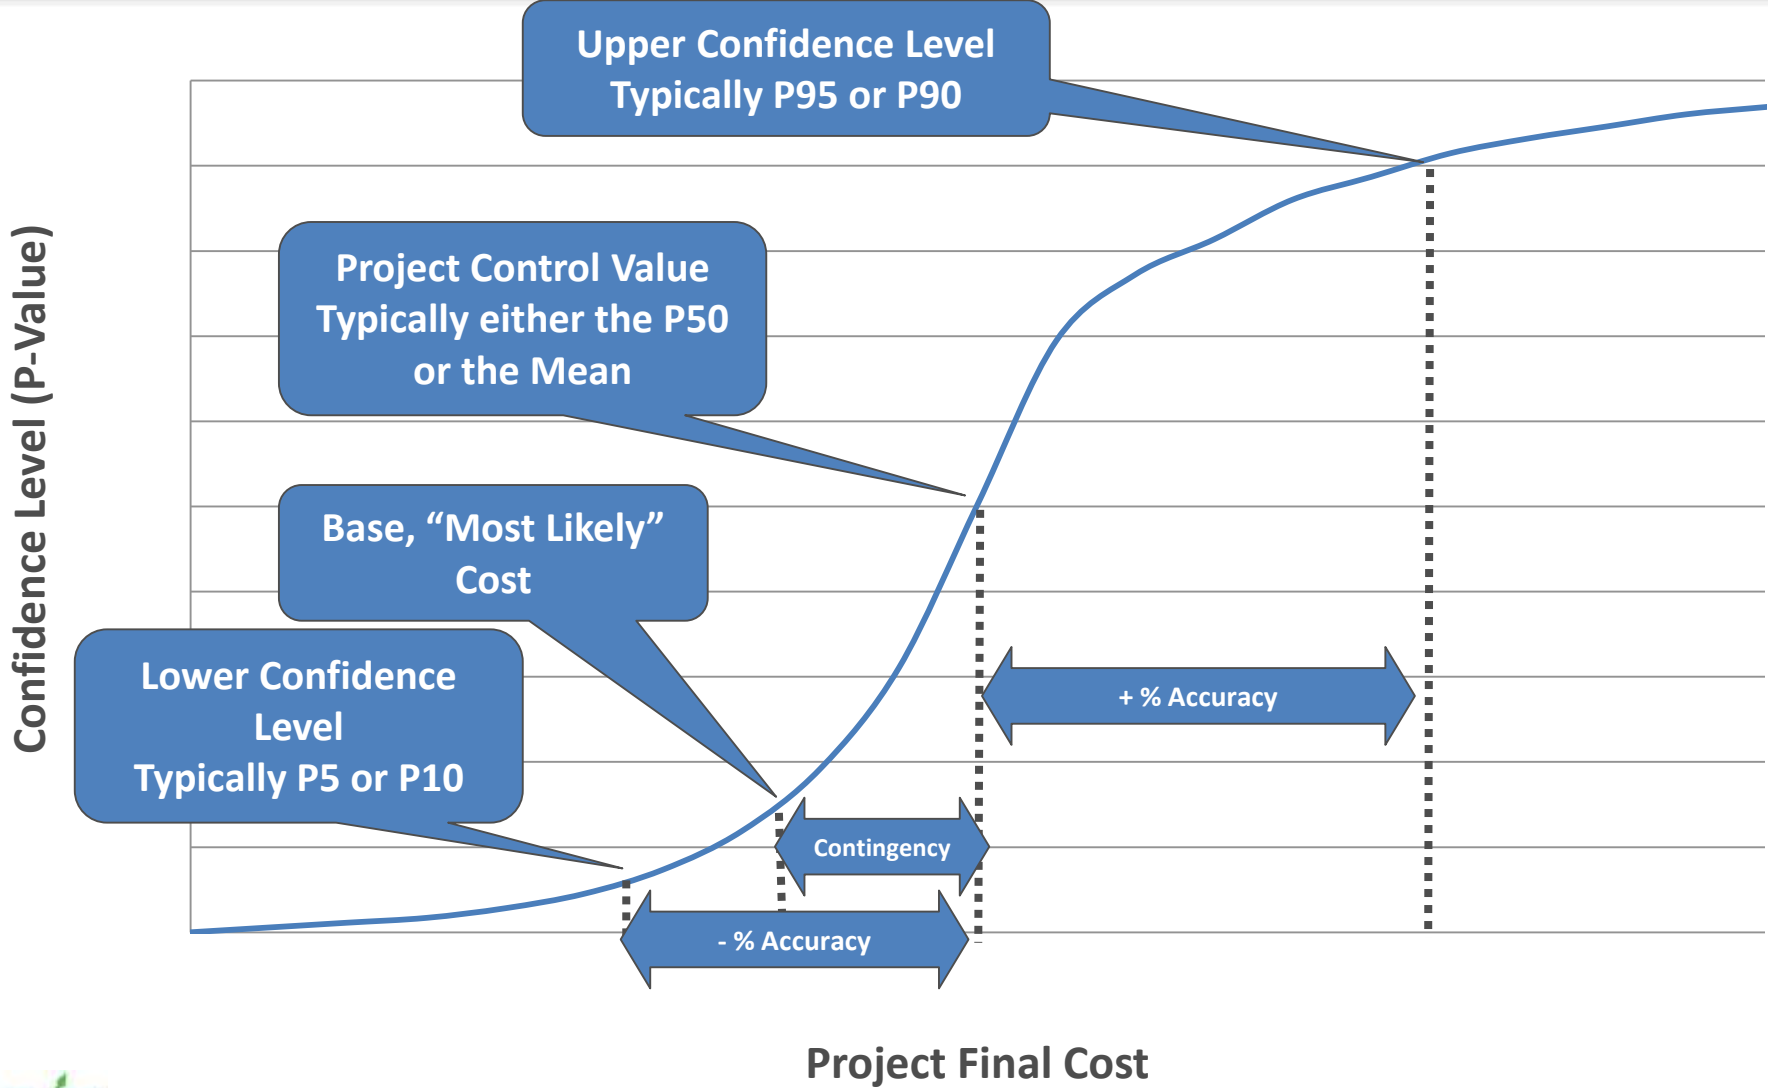 Upper Confidence Level
Typically P95 or P90
Project Control Value
Typically either the P50
or the Mean
Base, “Most Likely”
Cost
Lower Confidence
Level
Typically P5 or P10
+ % Accuracy
Contingency
- % Accuracy
Confidence Level (P-Value)
Project Final Cost